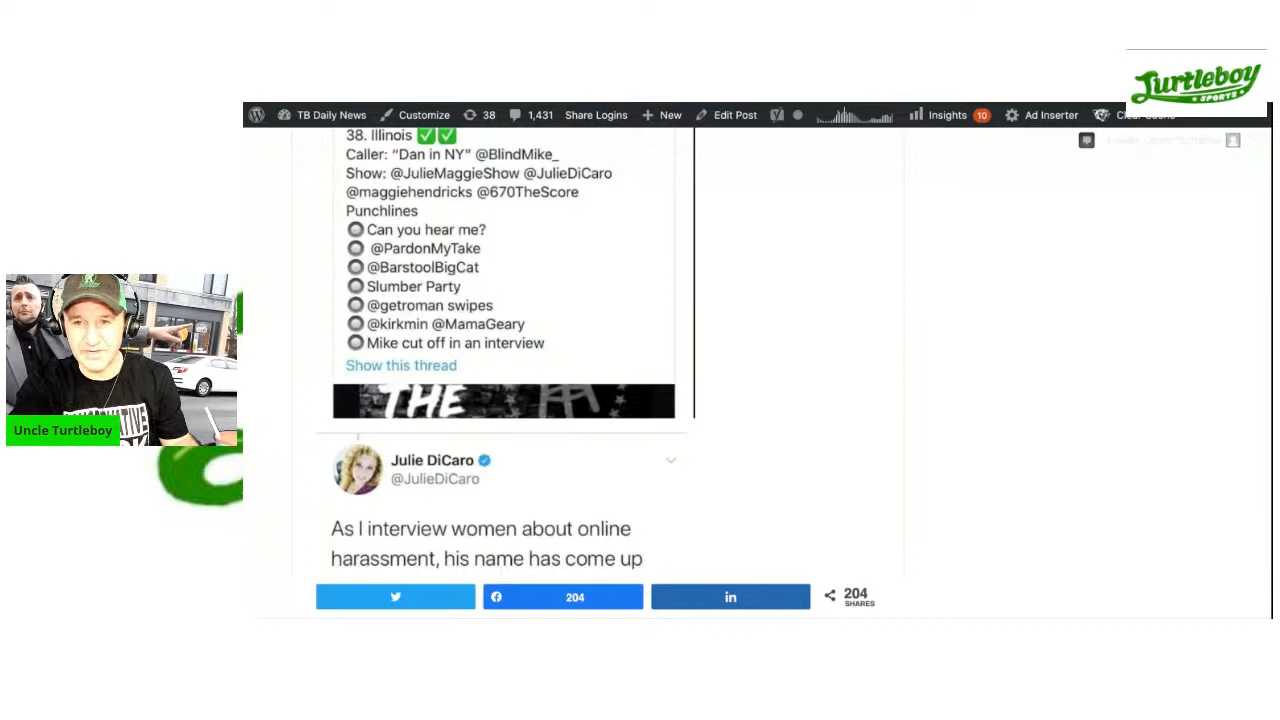 Turtleboy
SPORTS
TB Daily News Customize 38 1,431 Share Logins New Edit Post Insights 10 Ad Inserter Clear Cache
38. Illinois ✅✅
Caller: “Dan in NY” @BlindMike_
Show: @JulieMaggieShow @JulieDiCaro
@maggiehendricks @670TheScore
Punchlines
🔘Can you hear me?
🔘 @PardonMyTake
🔘@BarstoolBigCat
🔘Slumber Party
🔘@getroman swipes
🔘@kirkmin @MamaGeary
🔘Mike cut off in an interview
Show this thread
THE
Julie DiCaro
@JulieDiCaro
As I interview women about online
harassment, his name has come up
204
in
204
SHARES
Uncle Turtleboy